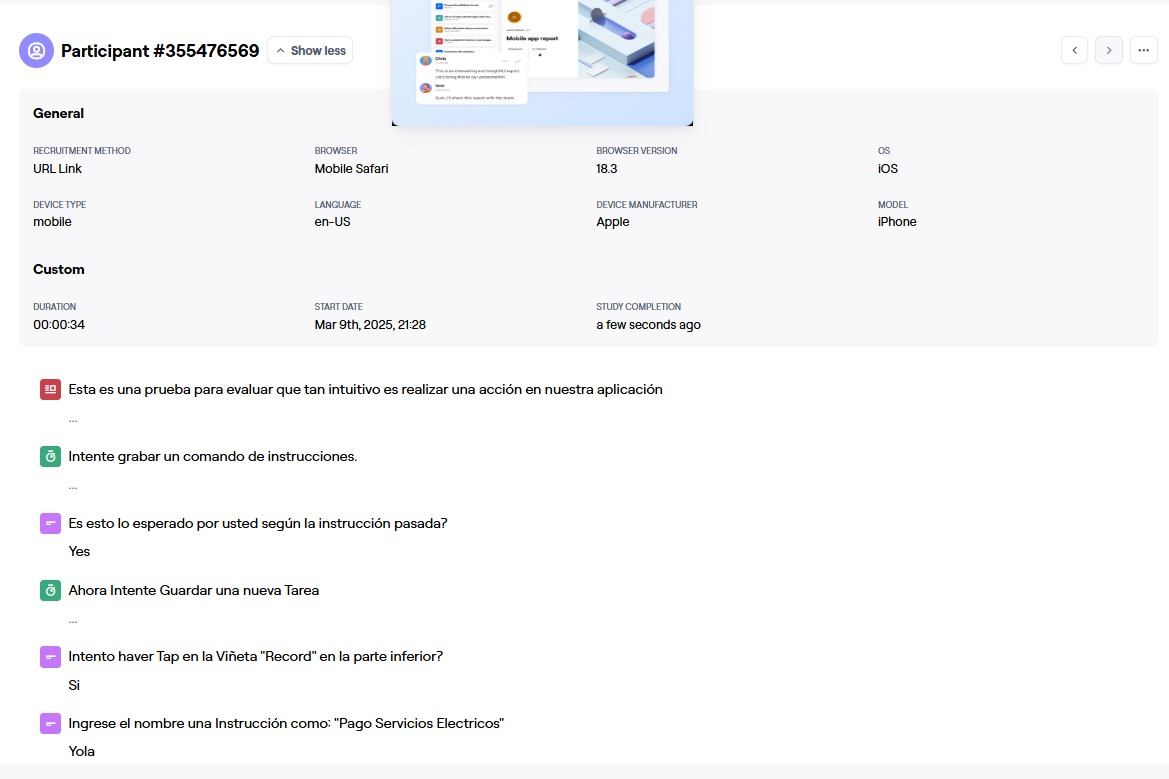 Mobile app report
Chris
This is an interesting and insightful report
Let's bring this to our presentation.
Jane
Sure, I'll share this report with the team
Participant #355476569
Show less
General
RECRUITMENT METHOD
BROWSER
BROWSER VERSION
OS
URL Link
Mobile Safari
18.3
iOS
DEVICE TYPE
LANGUAGE
DEVICE MANUFACTURER
MODEL
mobile
en-US
Apple
iPhone
Custom
DURATION
START DATE
STUDY COMPLETION
00:00:34
Mar 9th, 2025, 21:28
a few seconds ago
Esta es una prueba para evaluar que tan intuitivo es realizar una acción en nuestra aplicación
...
Intente grabar un comando de instrucciones.
...
Es esto lo esperado por usted según la instrucción pasada?
Yes
Ahora Intente Guardar una nueva Tarea
...
Intento haver Tap en la Viñeta "Record" en la parte inferior?
Si
Ingrese el nombre una Instrucción como: "Pago Servicios Electricos"
Yola